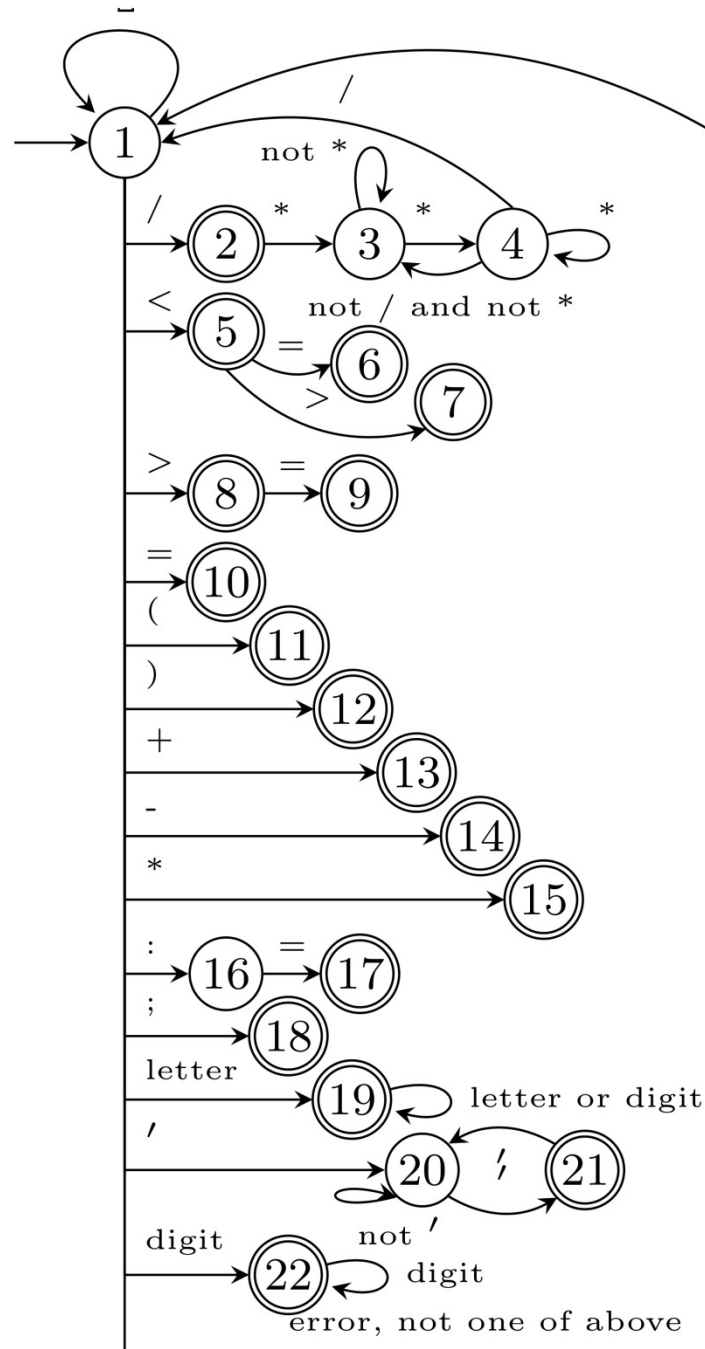 /
not *
1
/ 2 * 3 * 4 *
not / and not *
< 5 = 6
> 7
> 8 = 9
= 10
( 11
) 12
+ 13
- 14
* 15
: 16 = 17
; 18
letter 19 letter or digit
' 20 ' ' 21
not '
digit 22 digit
error, not one of above